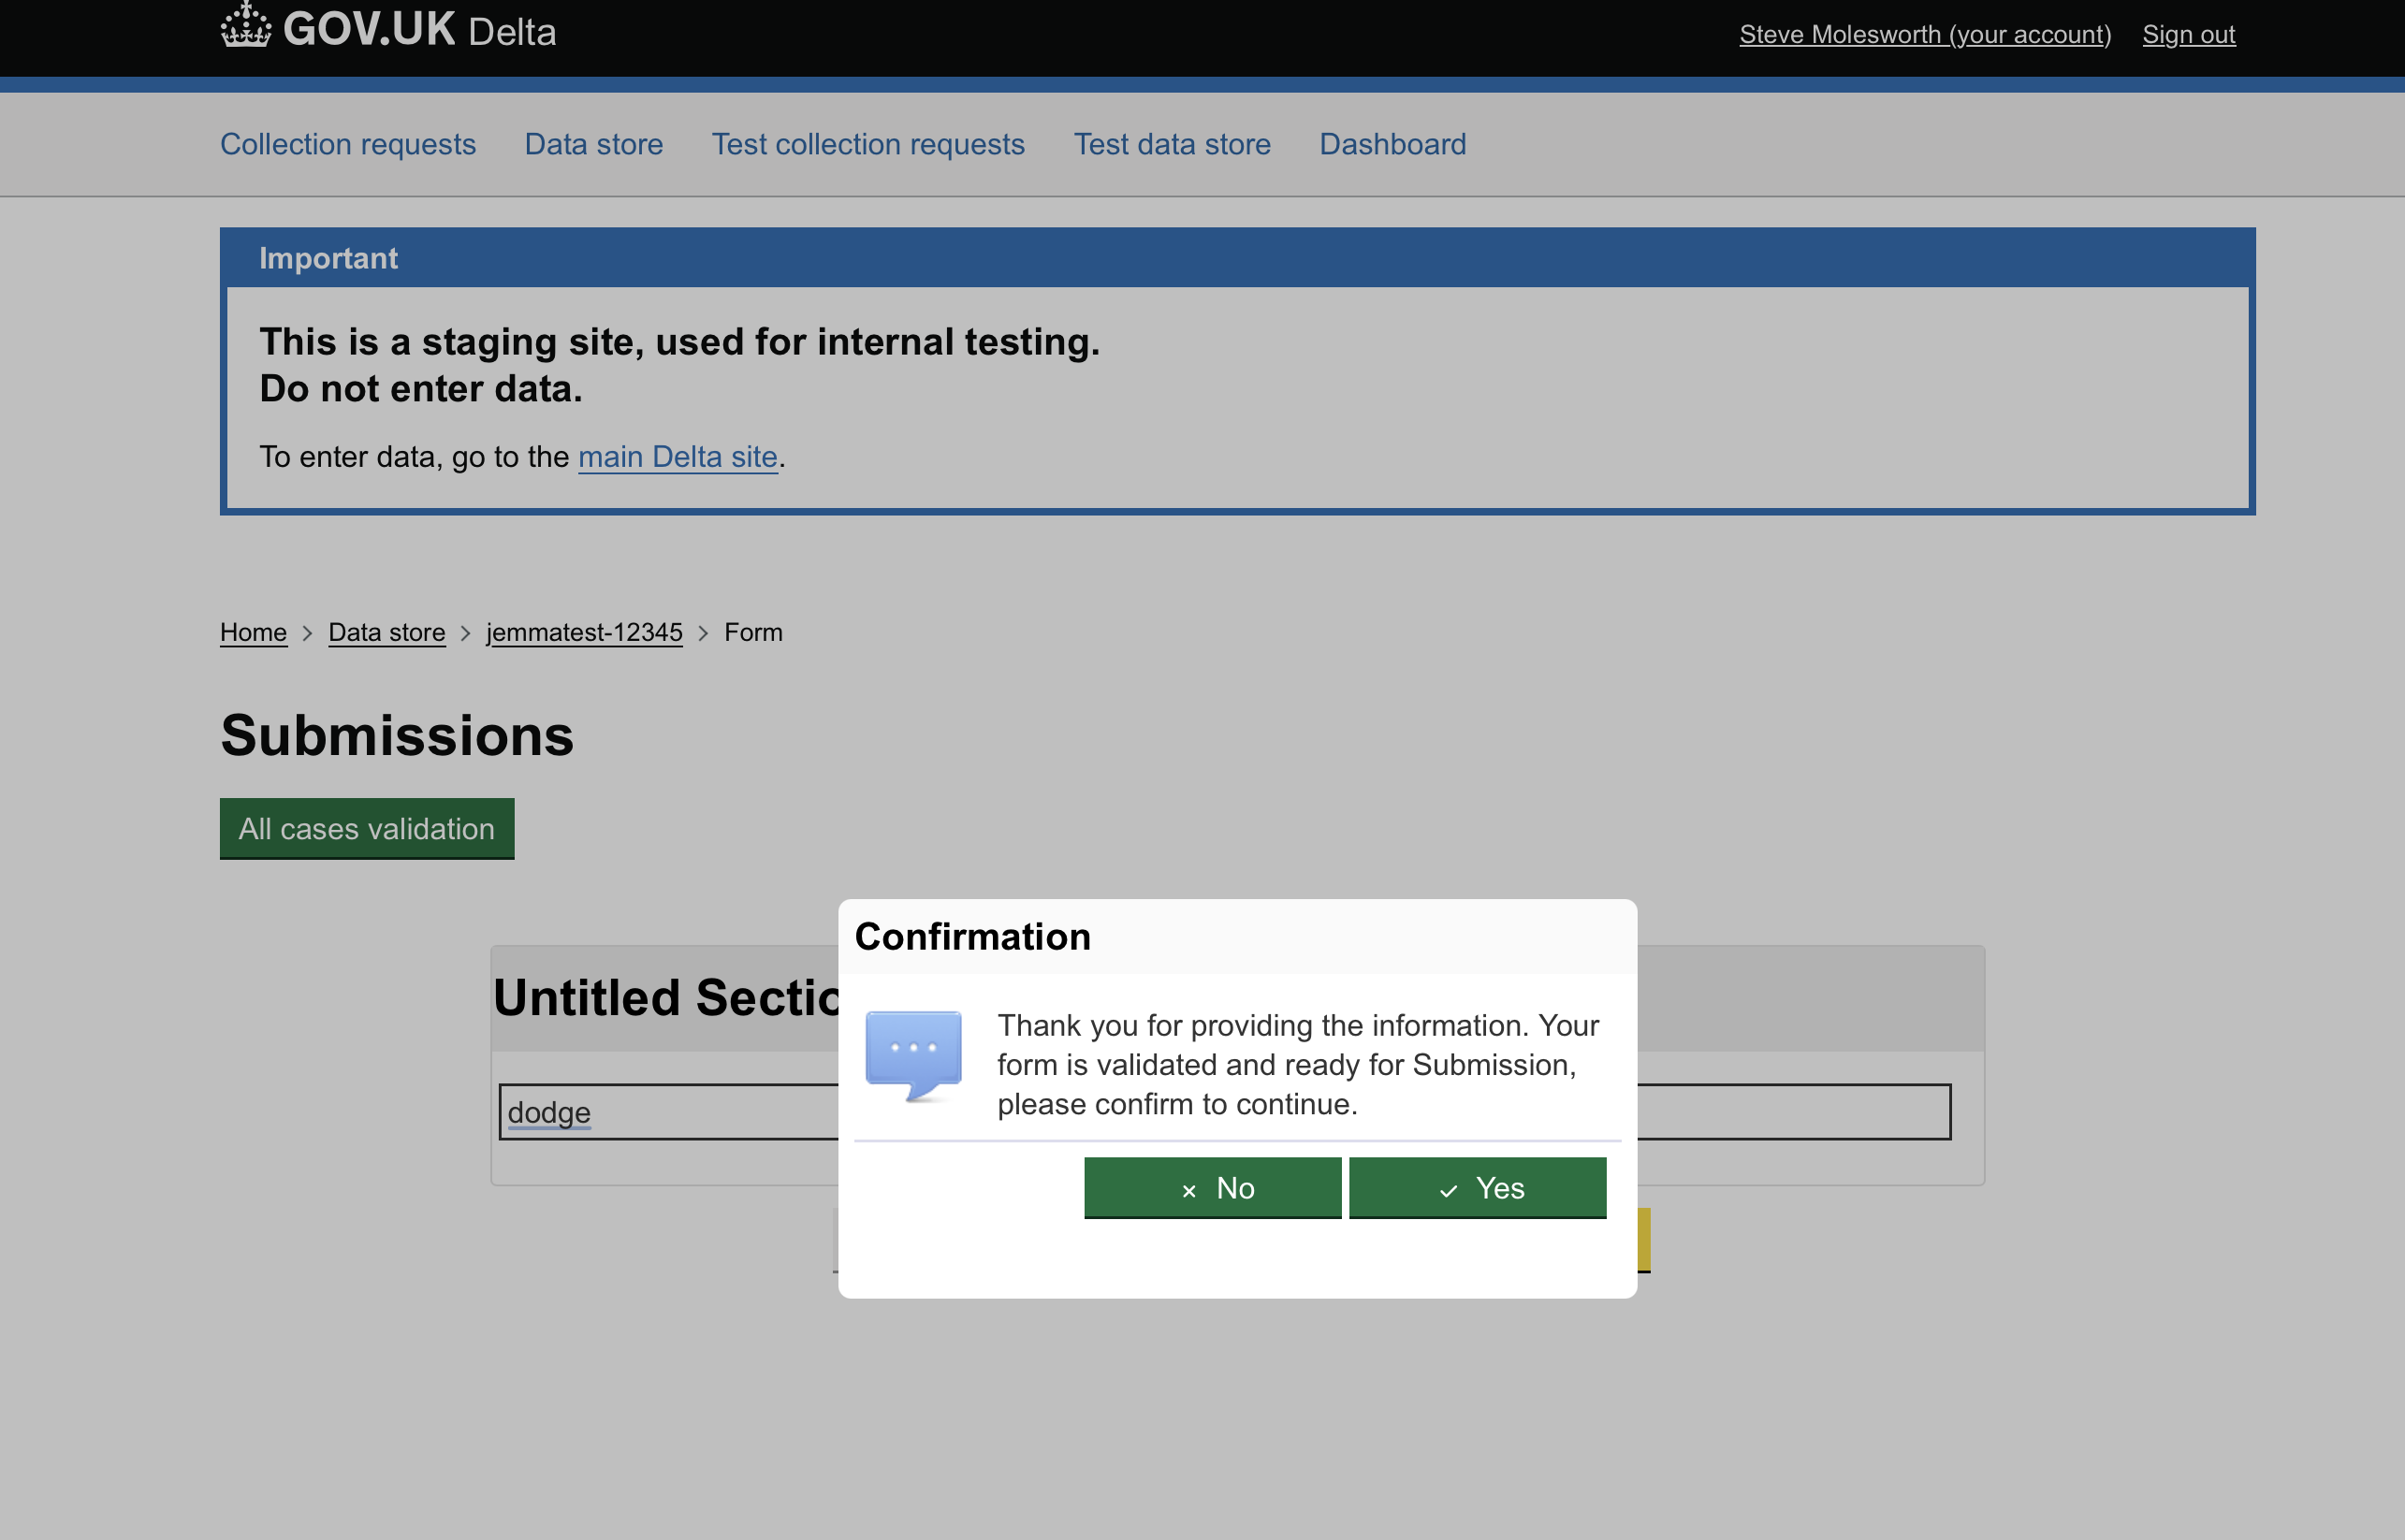 GOV.UK Delta
Steve Molesworth (your account) Sign out
Collection requests Data store Test collection requests Test data store Dashboard
Important
This is a staging site, used for internal testing.
Do not enter data.
To enter data, go to the main Delta site.
Home > Data store > jemmatest-12345 > Form
Submissions
All cases validation
Confirmation
Untitled Sectio
Thank you for providing the information. Your
form is validated and ready for Submission,
please confirm to continue.
dodge
No Yes